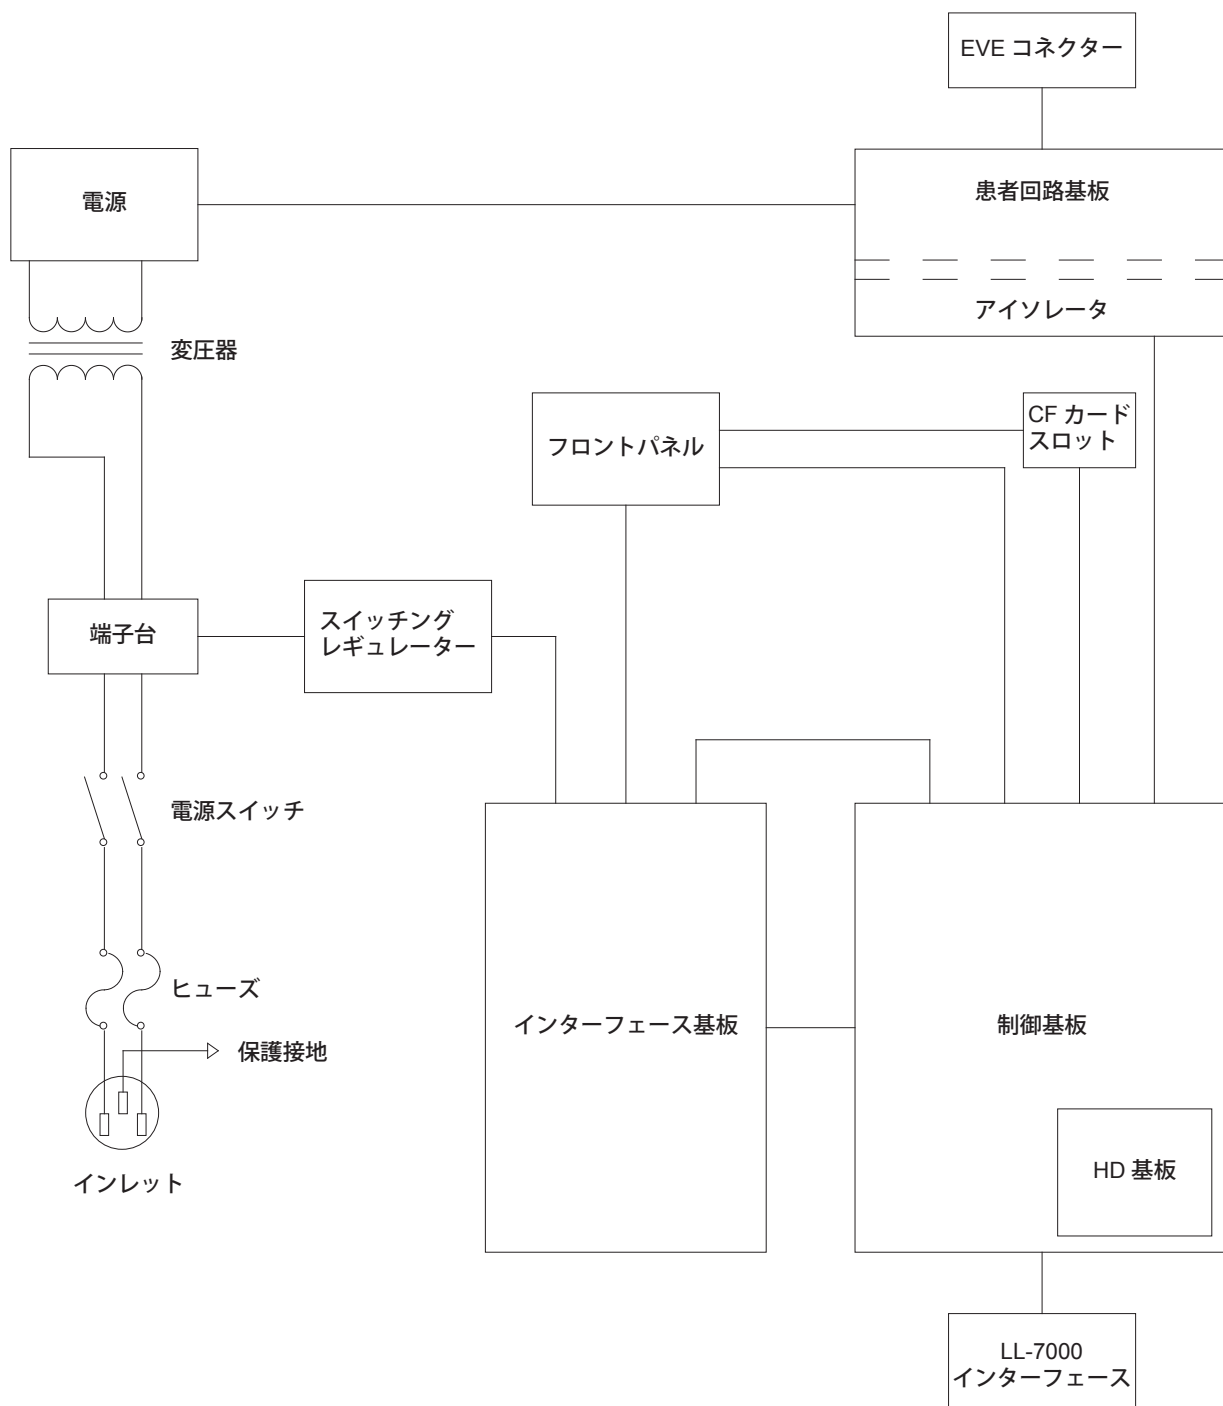 EVE コネクター
電源
患者回路基板
アイソレータ
変圧器
フロントパネル
CF カード
スロット
端子台
スイッチング
レギュレーター
電源スイッチ
ヒューズ
インターフェース基板
制御基板
保護接地
HD 基板
インレット
LL-7000
インターフェース